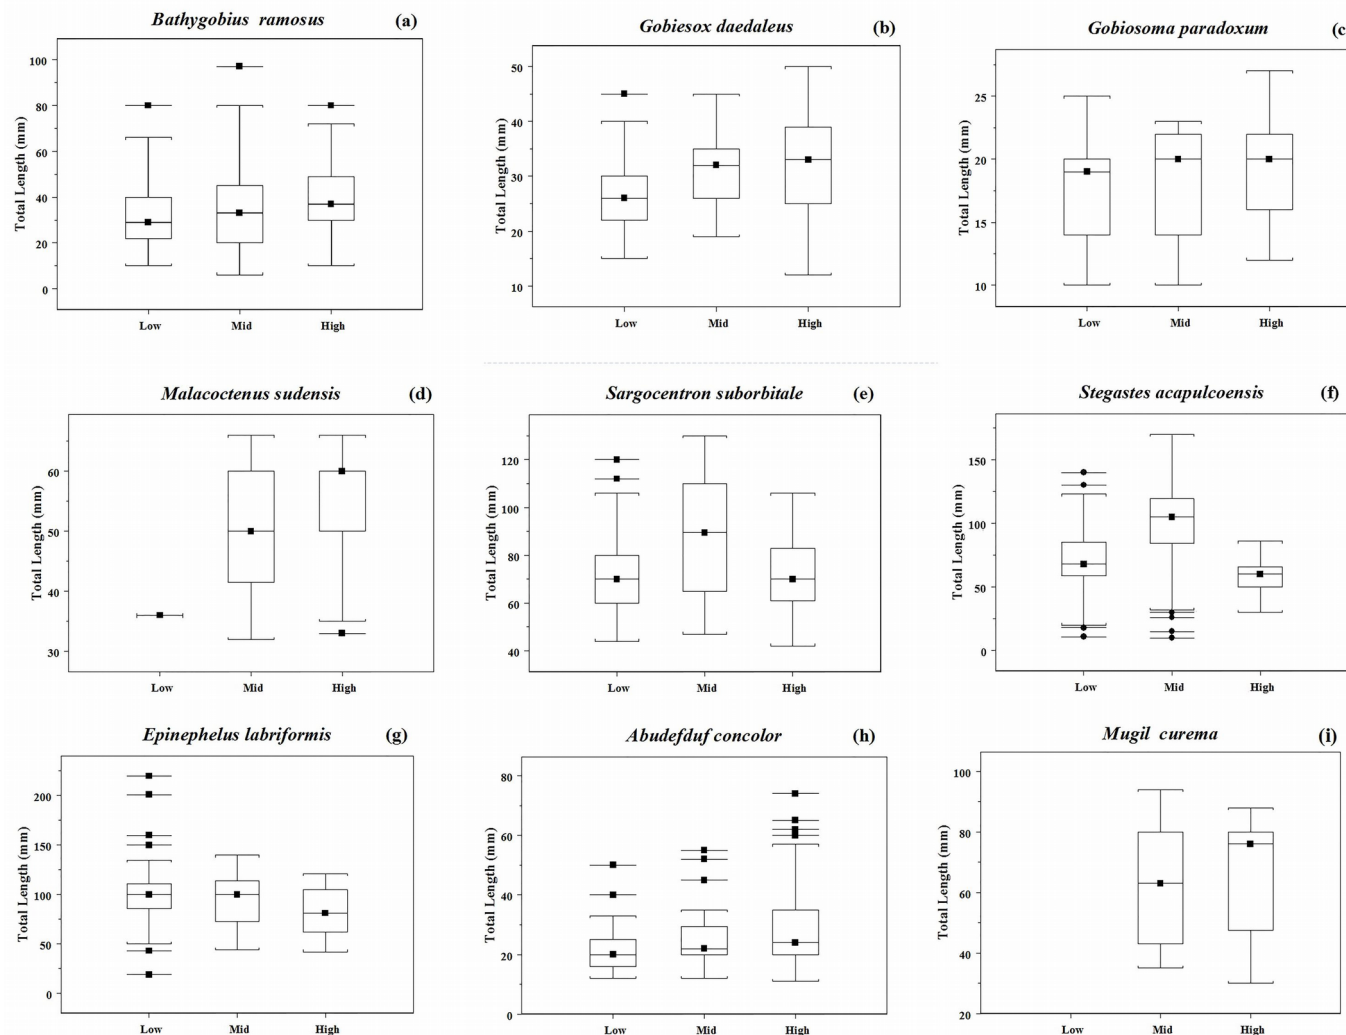 Bathygobius ramosus (a)
Total Length (mm)
100
80
60
40
20
0
Low Mid High
Gobiesox daedaleus (b)
Total Length (mm)
50
40
30
20
10
Low Mid High
Gobiosoma paradoxum (c
Total Length (mm)
25
20
15
10
Low Mid High
Malacoctenus sudensis (d)
Total Length (mm)
60
50
40
30
Low Mid High
Sargocentron suborbitale (e)
Total Length (mm)
120
100
80
60
40
Low Mid High
Stegastes acapulcoensis (f)
Total Length (mm)
150
100
50
0
Low Mid High
Epinephelus labriformis (g)
Total Length (mm)
200
150
100
50
0
Low Mid High
Abudefduf concolor (h)
Total Length (mm)
80
60
40
20
0
Low Mid High
Mugil curema (i)
Total Length (mm)
100
80
60
40
20
Low Mid High